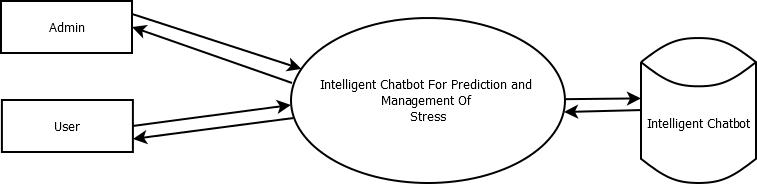 Admin
Intelligent Chatbot For Prediction and
Management Of
Stress
Intelligent Chatbot
User